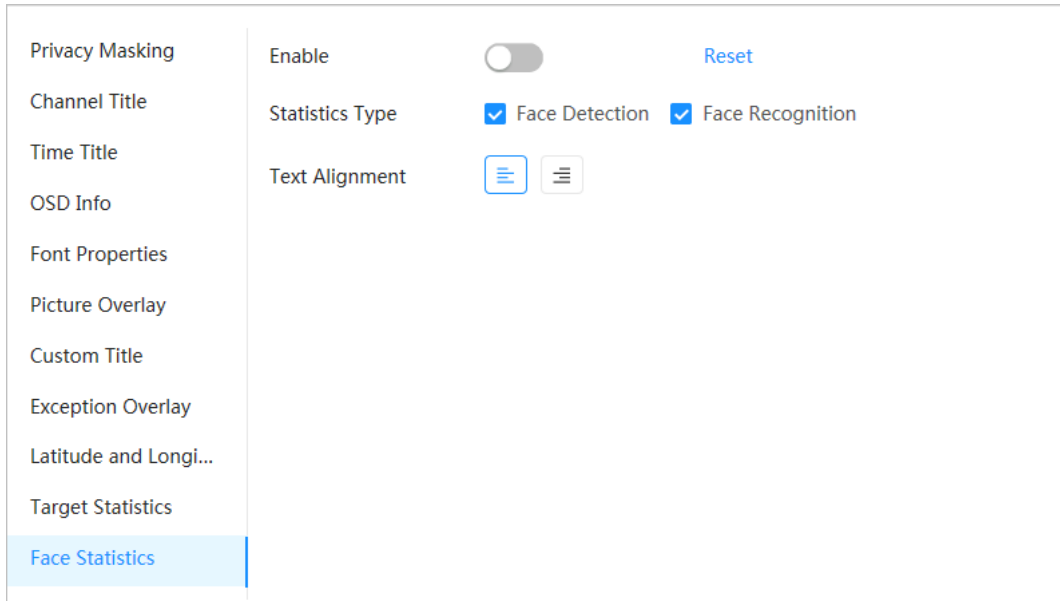 Privacy Masking
Channel Title
Time Title
OSD Info
Font Properties
Picture Overlay
Custom Title
Exception Overlay
Latitude and Longi...
Target Statistics
Face Statistics
Enable Reset
Statistics Type Face Detection Face Recognition
Text Alignment